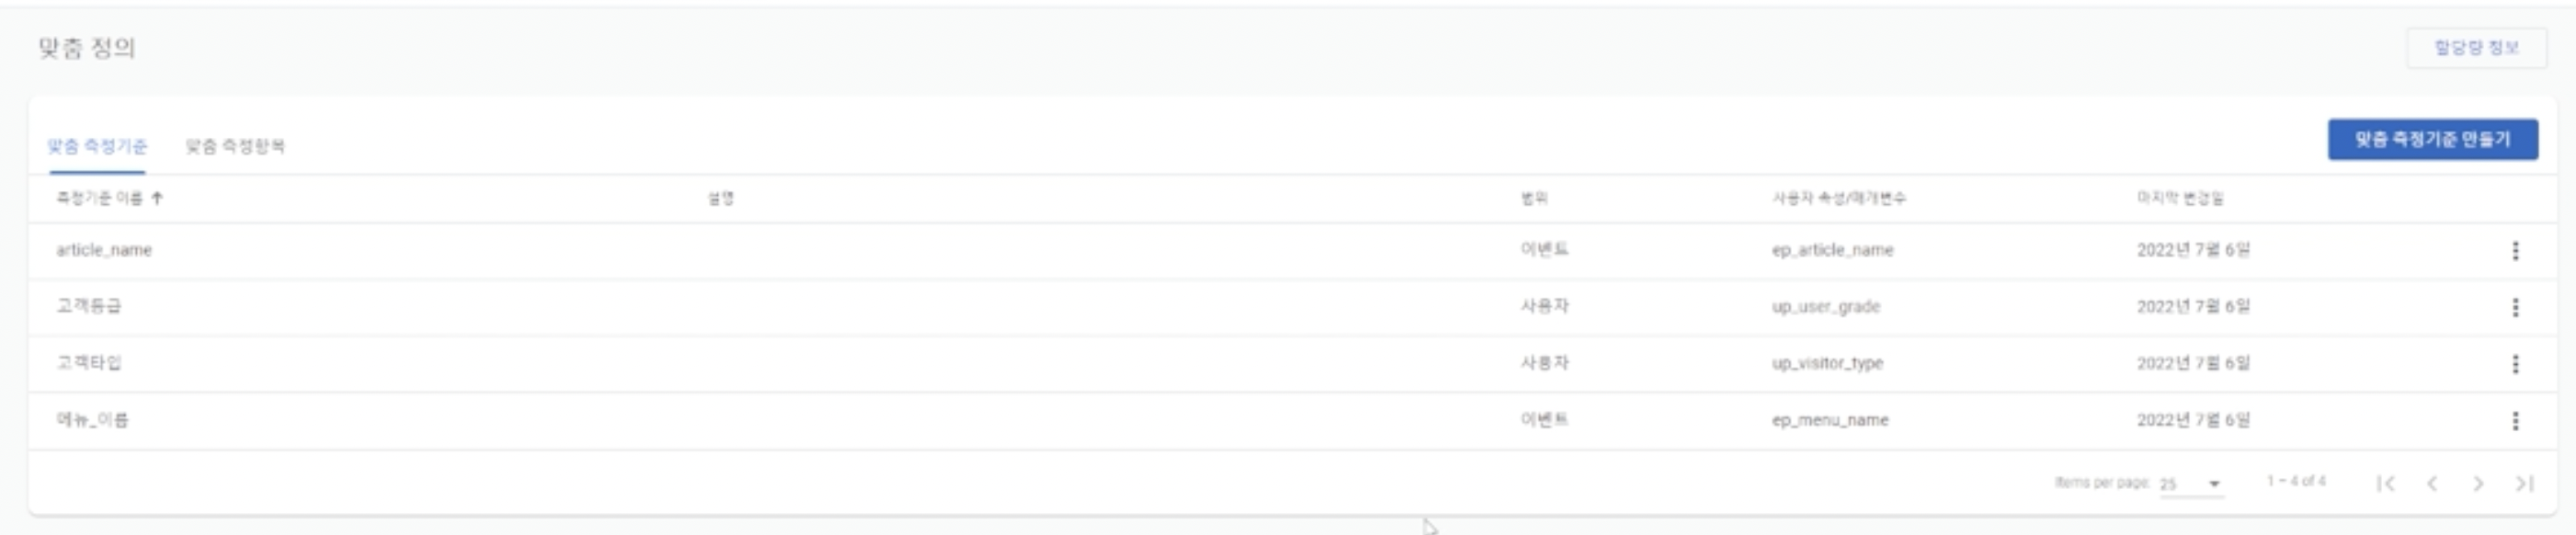 맞춤 정의
할당량 정보
맞춤 측정기준 맞춤 측정항목
맞춤 측정기준 만들기
측정기준 이름 ↑ 설명 범위 사용자 속성/매개변수 마지막 변경일
article_name 이벤트 ep_article_name 2022년 7월 6일
고객등급 사용자 up_user_grade 2022년 7월 6일
고객타입 사용자 up_visitor_type 2022년 7월 6일
메뉴_이름 이벤트 ep_menu_name 2022년 7월 6일
Items per page: 25 1 – 4 of 4